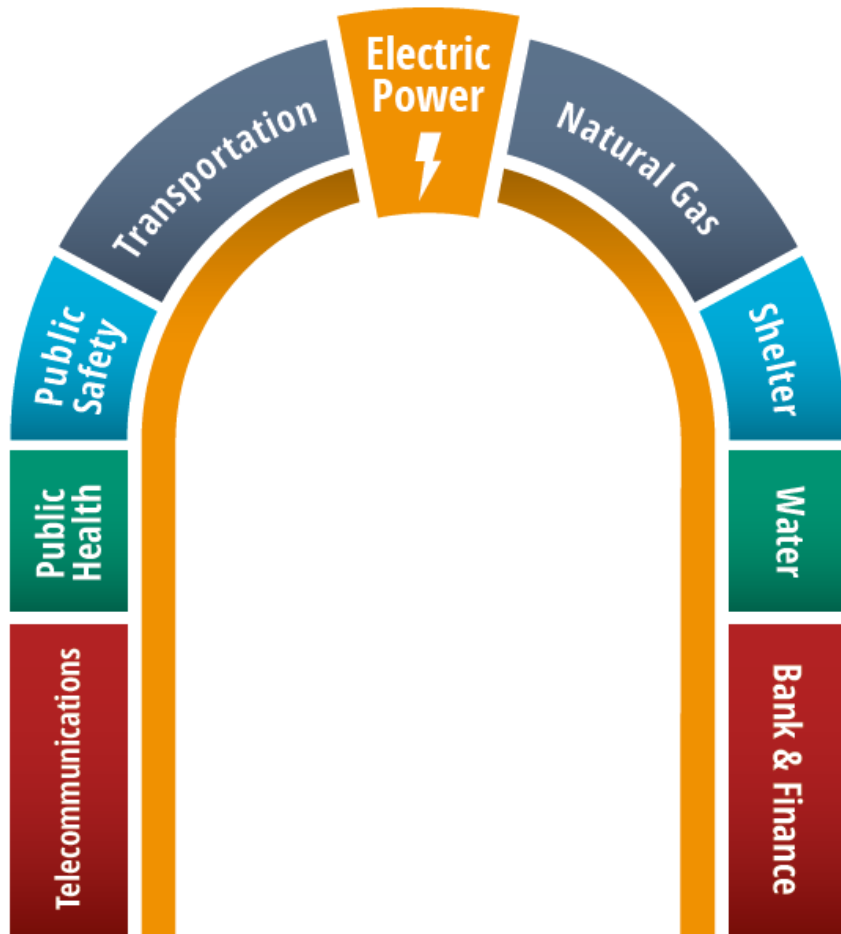 Electric
Power
Transportation
Natural Gas
Public
Safety
Shelter
Public
Health
Water
Telecommunications
Bank & Finance